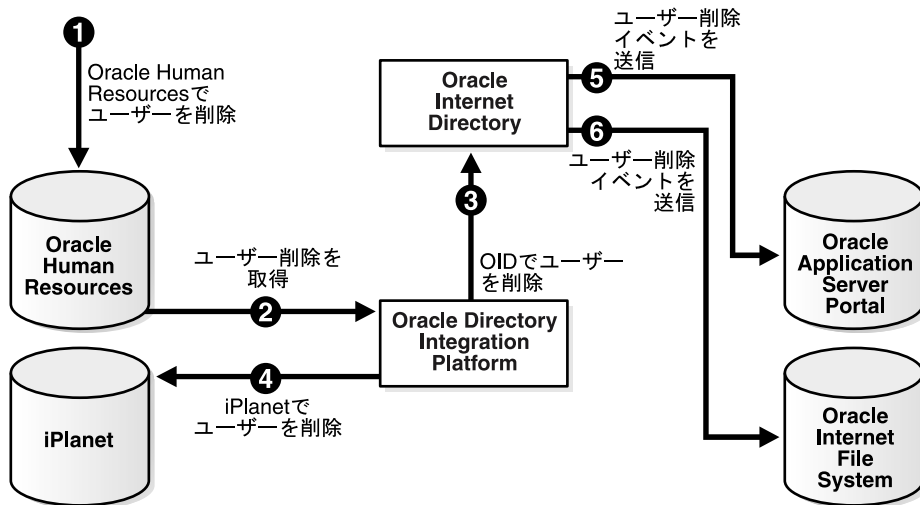 1
Oracle Human
Resourcesで
ユーザーを削除
Oracle
Human
Resources
ユーザー削除を
取得
2
Oracle Directory
Integration
Platform
3
OIDでユーザー
を削除
Oracle
Internet
Directory
4
iPlanetで
ユーザーを削除
iPlanet
ユーザー削除
イベントを
送信
5
6
ユーザー削除
イベントを
送信
Oracle
Application
Server
Portal
Oracle
Internet
File
System